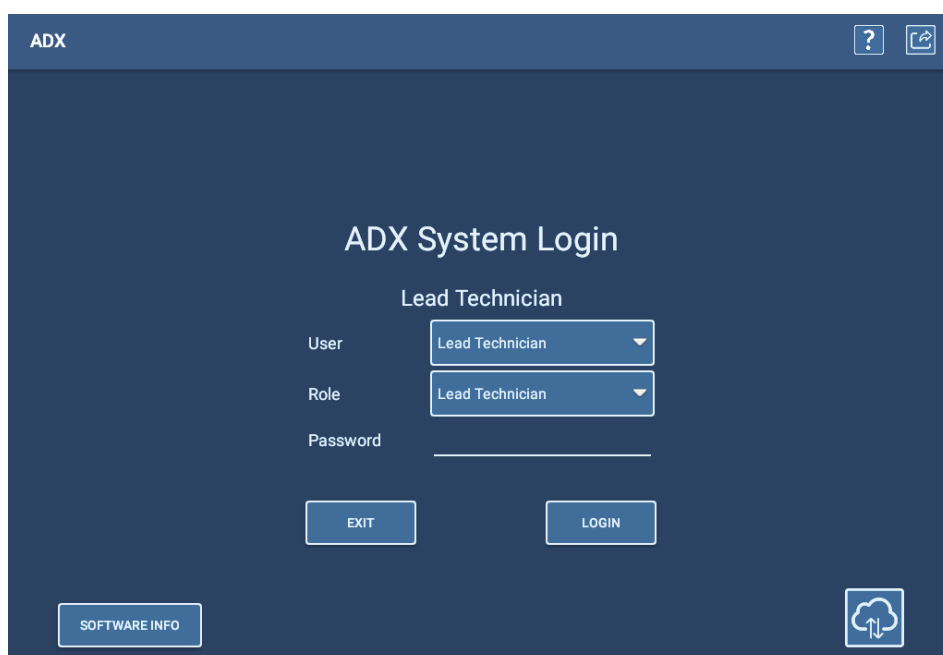 ADX
?
ADX System Login
Lead Technician
User
Lead Technician
Role
Lead Technician
Password
EXIT
LOGIN
SOFTWARE INFO